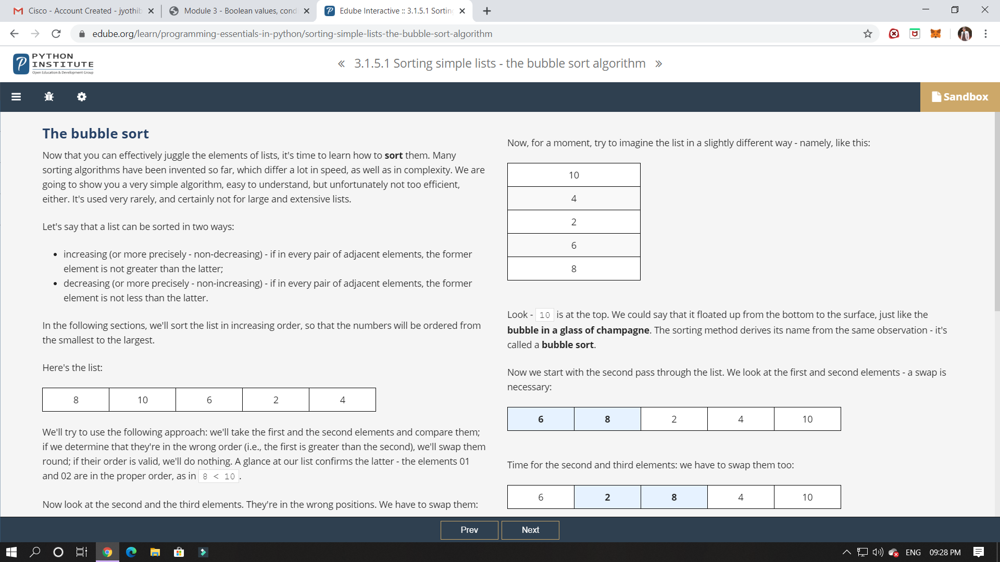 Cisco - Account Created - jyothib
Module 3 - Boolean values, cond
Edube Interactive :: 3.1.5.1 Sortin
edube.org/learn/programming-essentials-in-python/sorting-simple-lists-the-bubble-sort-algorithm
PYTHON
INSTITUTE
Open Education & Development Group
« 3.1.5.1 Sorting simple lists - the bubble sort algorithm »
Sandbox
The bubble sort
Now that you can effectively juggle the elements of lists, it's time to learn how to sort them. Many
sorting algorithms have been invented so far, which differ a lot in speed, as well as in complexity. We are
going to show you a very simple algorithm, easy to understand, but unfortunately not too efficient,
either. It's used very rarely, and certainly not for large and extensive lists.
Let's say that a list can be sorted in two ways:
• increasing (or more precisely - non-decreasing) - if in every pair of adjacent elements, the former
element is not greater than the latter;
• decreasing (or more precisely - non-increasing) - if in every pair of adjacent elements, the former
element is not less than the latter.
In the following sections, we'll sort the list in increasing order, so that the numbers will be ordered from
the smallest to the largest.
Here's the list:
8 10 6 2 4
We'll try to use the following approach: we'll take the first and the second elements and compare them;
if we determine that they're in the wrong order (i.e., the first is greater than the second), we'll swap them
round; if their order is valid, we'll do nothing. A glance at our list confirms the latter - the elements 01
and 02 are in the proper order, as in 8 < 10.
Now look at the second and the third elements. They're in the wrong positions. We have to swap them:
Now, for a moment, try to imagine the list in a slightly different way - namely, like this:
10
4
2
6
8
Look - 10 is at the top. We could say that it floated up from the bottom to the surface, just like the
bubble in a glass of champagne. The sorting method derives its name from the same observation - it's
called a bubble sort.
Now we start with the second pass through the list. We look at the first and second elements - a swap is
necessary:
6 8 2 4 10
Time for the second and third elements: we have to swap them too:
6 2 8 4 10
Prev
Next
ENG 09:28 PM